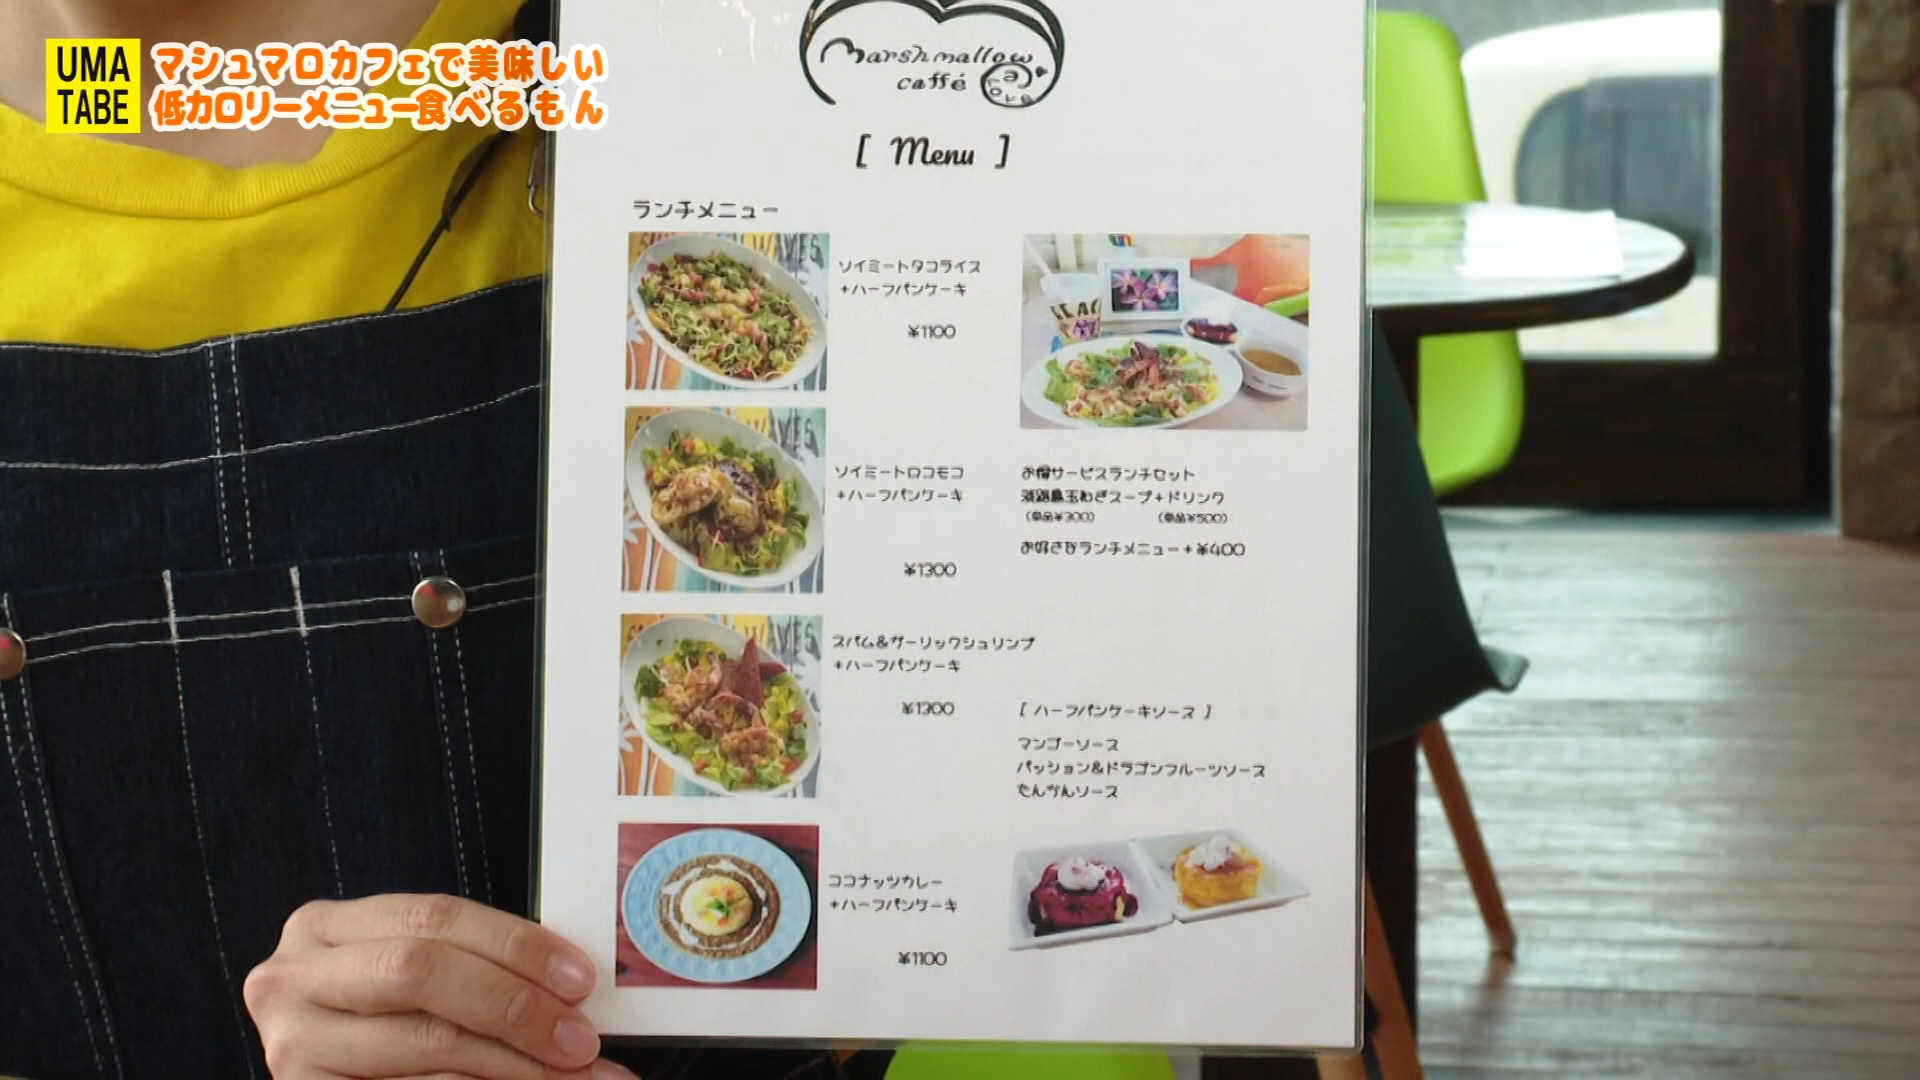 UMA
TABE
マシュマロカフェで美味しい
低カロリーメニュー食べるもん
Marshmallow
caffé
[ Menu ]
ランチメニュー
ソイミートタコライス
+ハーフパンケーキ
¥1100
ソイミートロコモコ
+ハーフパンケーキ
¥1300
スパム&ガーリックシュリンプ
+ハーフパンケーキ
¥1300
ココナッツカレー
+ハーフパンケーキ
¥1100
お得サービスランチセット
淡路島玉ねぎスープ+ドリンク
(単品¥300) (単品¥500)
お好きなランチメニュー+¥400
[ ハーフパンケーキソース ]
マンゴーソース
パッション&ドラゴンフルーツソース
たんかんソース